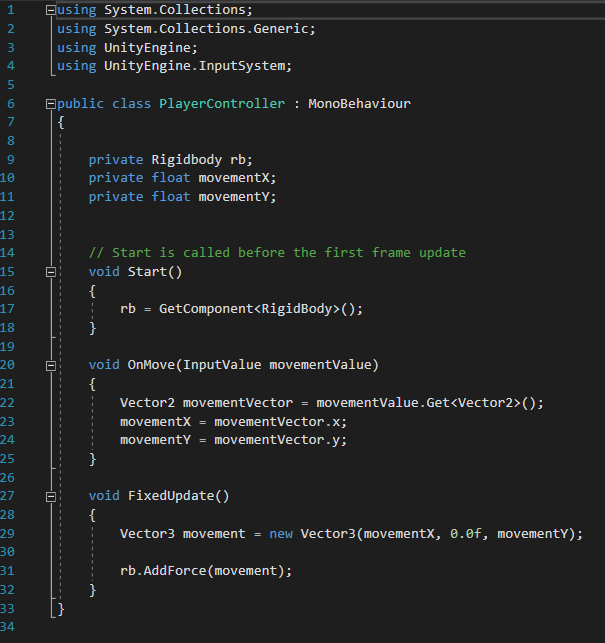 1 using System.Collections;
2 using System.Collections.Generic;
3 using UnityEngine;
4 using UnityEngine.InputSystem;
5
6 public class PlayerController : MonoBehaviour
7 {
8
9     private Rigidbody rb;
10     private float movementX;
11     private float movementY;
12
13
14     // Start is called before the first frame update
15     void Start()
16     {
17         rb = GetComponent<RigidBody>();
18     }
19
20     void OnMove(InputValue movementValue)
21     {
22         Vector2 movementVector = movementValue.Get<Vector2>();
23         movementX = movementVector.x;
24         movementY = movementVector.y;
25     }
26
27     void FixedUpdate()
28     {
29         Vector3 movement = new Vector3(movementX, 0.0f, movementY);
30
31         rb.AddForce(movement);
32     }
33 }
34